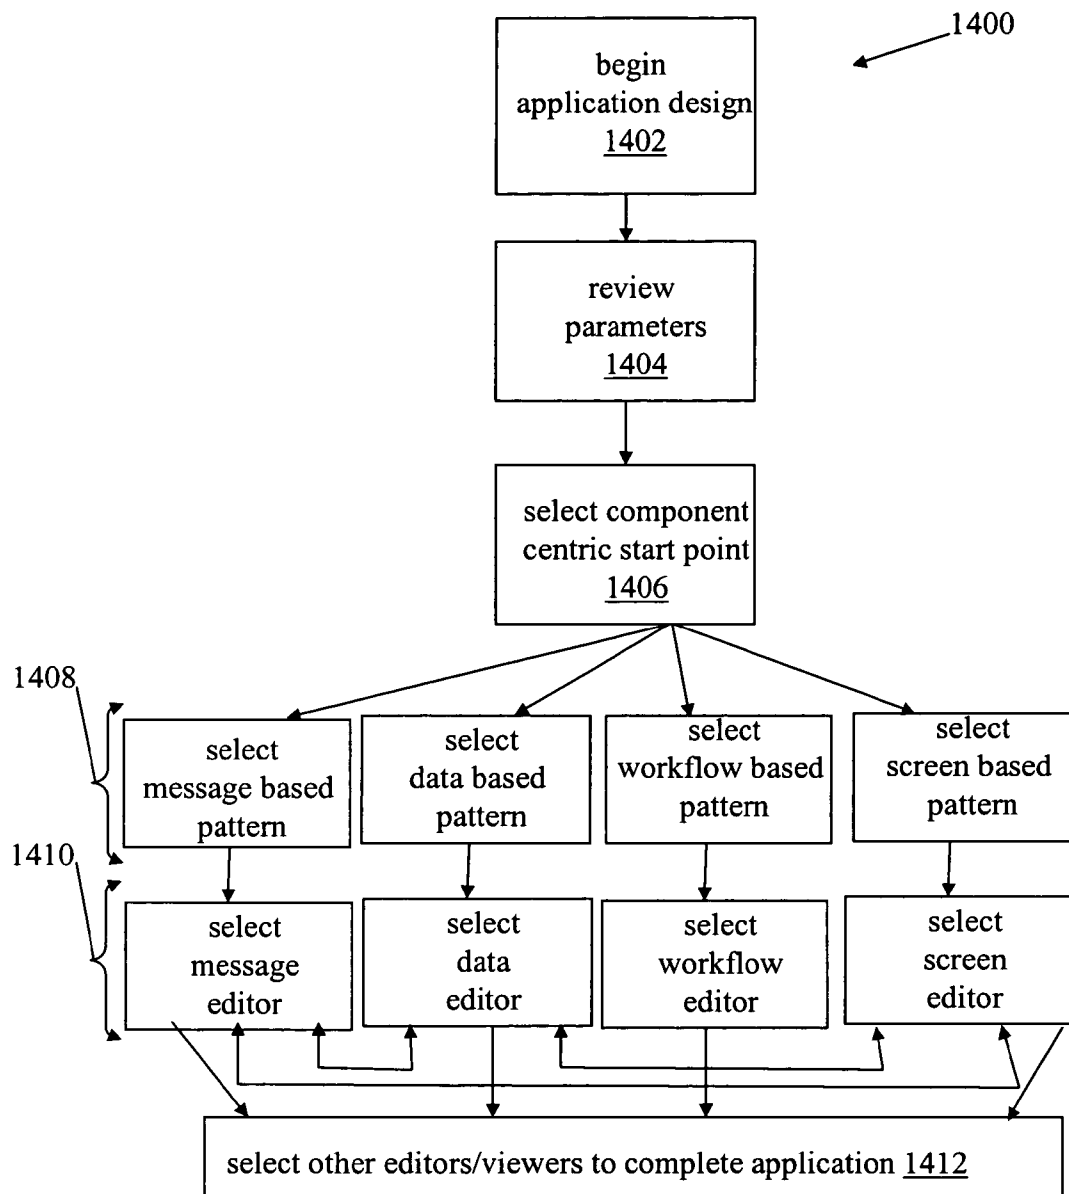 1400
begin
application design
1402
review
parameters
1404
select component
centric start point
1406
1408
select
message based
pattern
select
data based
pattern
select
workflow based
pattern
select
screen based
pattern
1410
select
message
editor
select
data
editor
select
workflow
editor
select
screen
editor
select other editors/viewers to complete application 1412